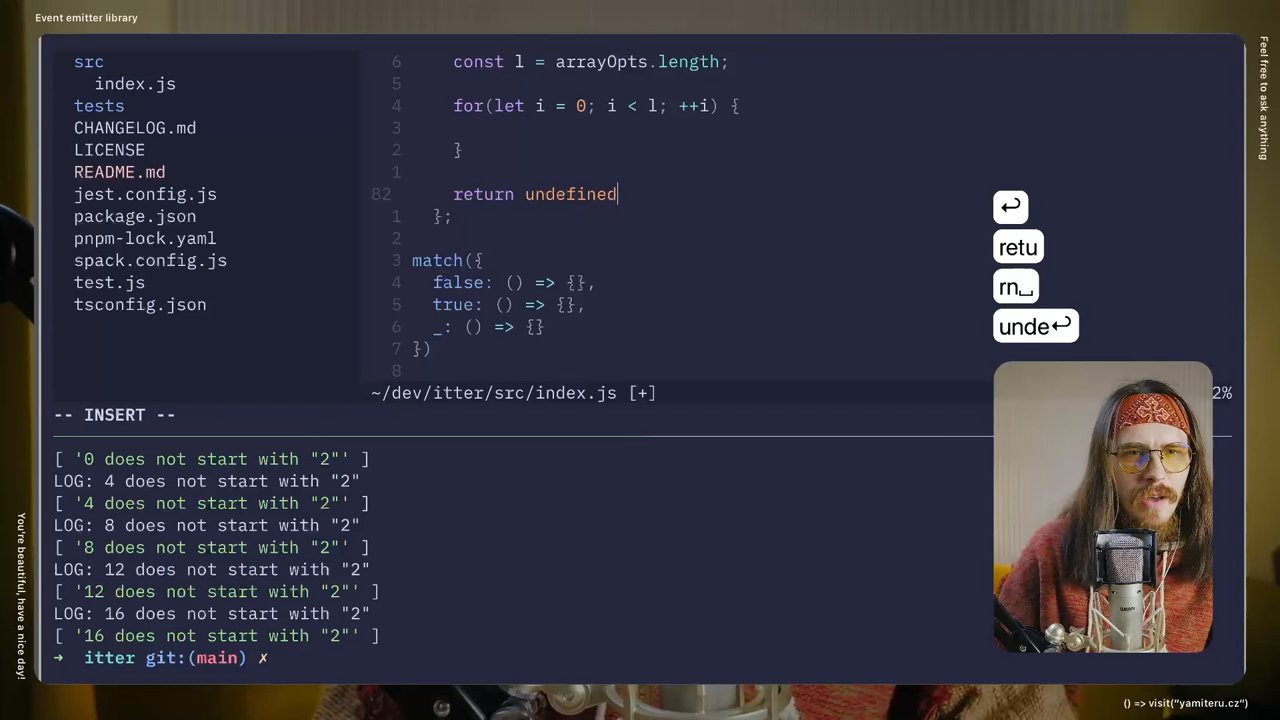 Event emitter library
src
index.js
tests
CHANGELOG.md
LICENSE
README.md
jest.config.js
package.json
pnpm-lock.yaml
spack.config.js
test.js
tsconfig.json
6 const l = arrayOpts.length;
5
4 for(let i = 0; i < l; ++i) {
3
2 }
1
82 return undefined
1 };
2
3 match({
4 false: () => {},
5 true: () => {},
6 _: () => {}
7 })
8
~/dev/itter/src/index.js [+]
2%
-- INSERT --
[ '0 does not start with "2"' ]
LOG: 4 does not start with "2"
[ '4 does not start with "2"' ]
LOG: 8 does not start with "2"
[ '8 does not start with "2"' ]
LOG: 12 does not start with "2"
[ '12 does not start with "2"' ]
LOG: 16 does not start with "2"
[ '16 does not start with "2"' ]
→ itter git:(main) ✗
↩
retu
rn␣
unde↩
Feel free to ask anything
You're beautiful, have a nice day!
() => visit("yamiteru.cz")